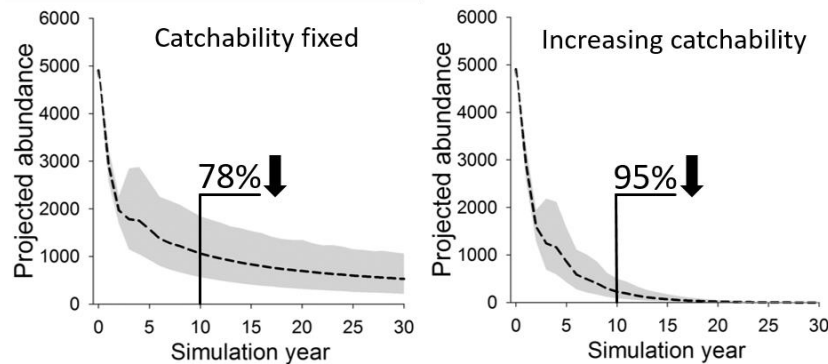 Catchability fixed
Projected abundance
6000
5000
4000
3000
2000
1000
0
78%
0 5 10 15 20 25 30
Simulation year
Increasing catchability
Projected abundance
6000
5000
4000
3000
2000
1000
0
95%
0 5 10 15 20 25 30
Simulation year